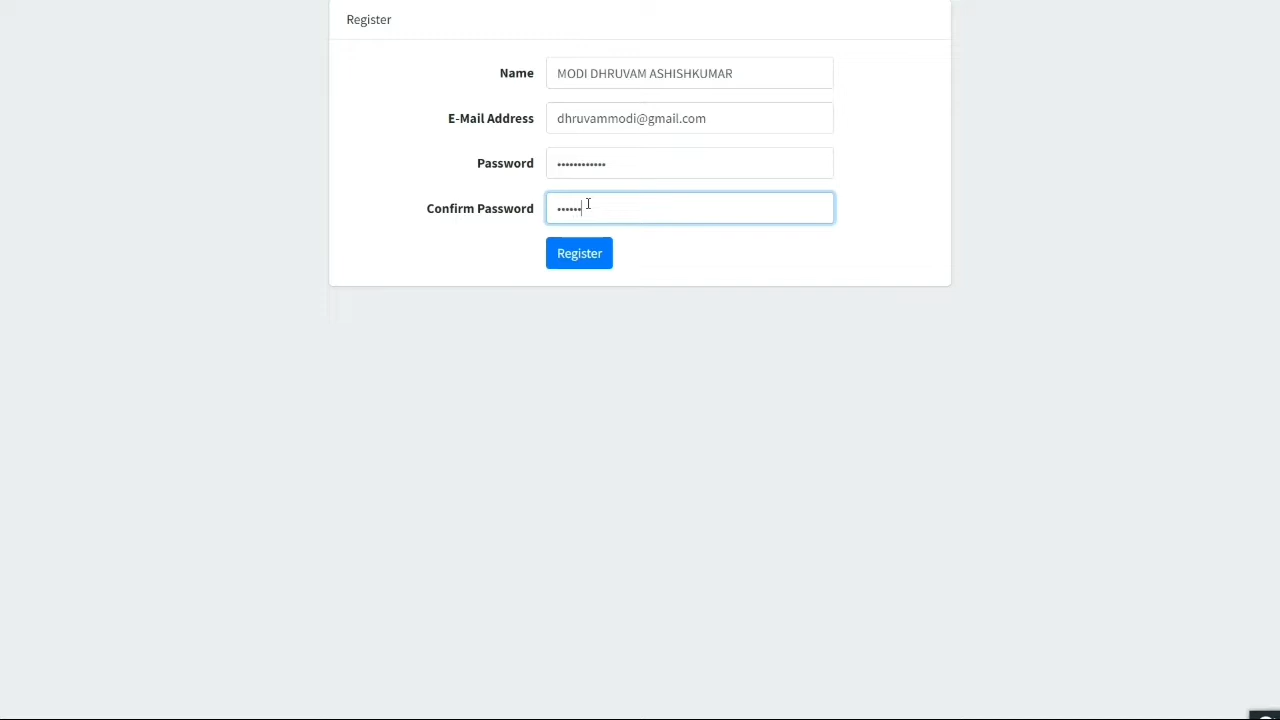 Register
Name MODI DHRUVAM ASHISHKUMAR
E-Mail Address dhruvammodi@gmail.com
Password ••••••••••••
Confirm Password ••••••
Register